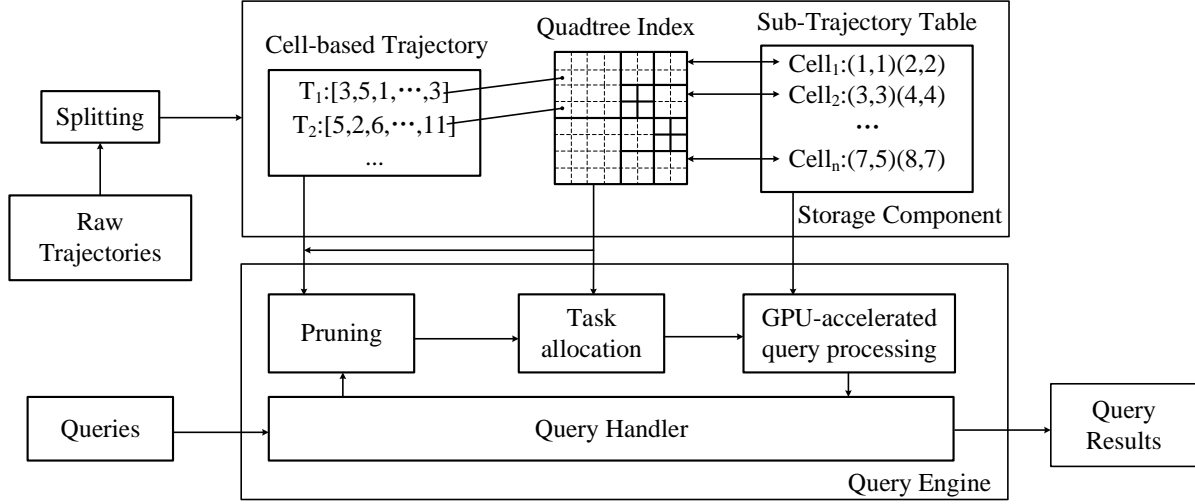 Cell-based Trajectory
T1:[3,5,1,⋯,3]
T2:[5,2,6,⋯,11]
...
Quadtree Index
Sub-Trajectory Table
Cell1:(1,1)(2,2)
Cell2:(3,3)(4,4)
...
Celln:(7,5)(8,7)
Storage Component
Splitting
Raw
Trajectories
Pruning
Task
allocation
GPU-accelerated
query processing
Queries
Query Handler
Query
Results
Query Engine